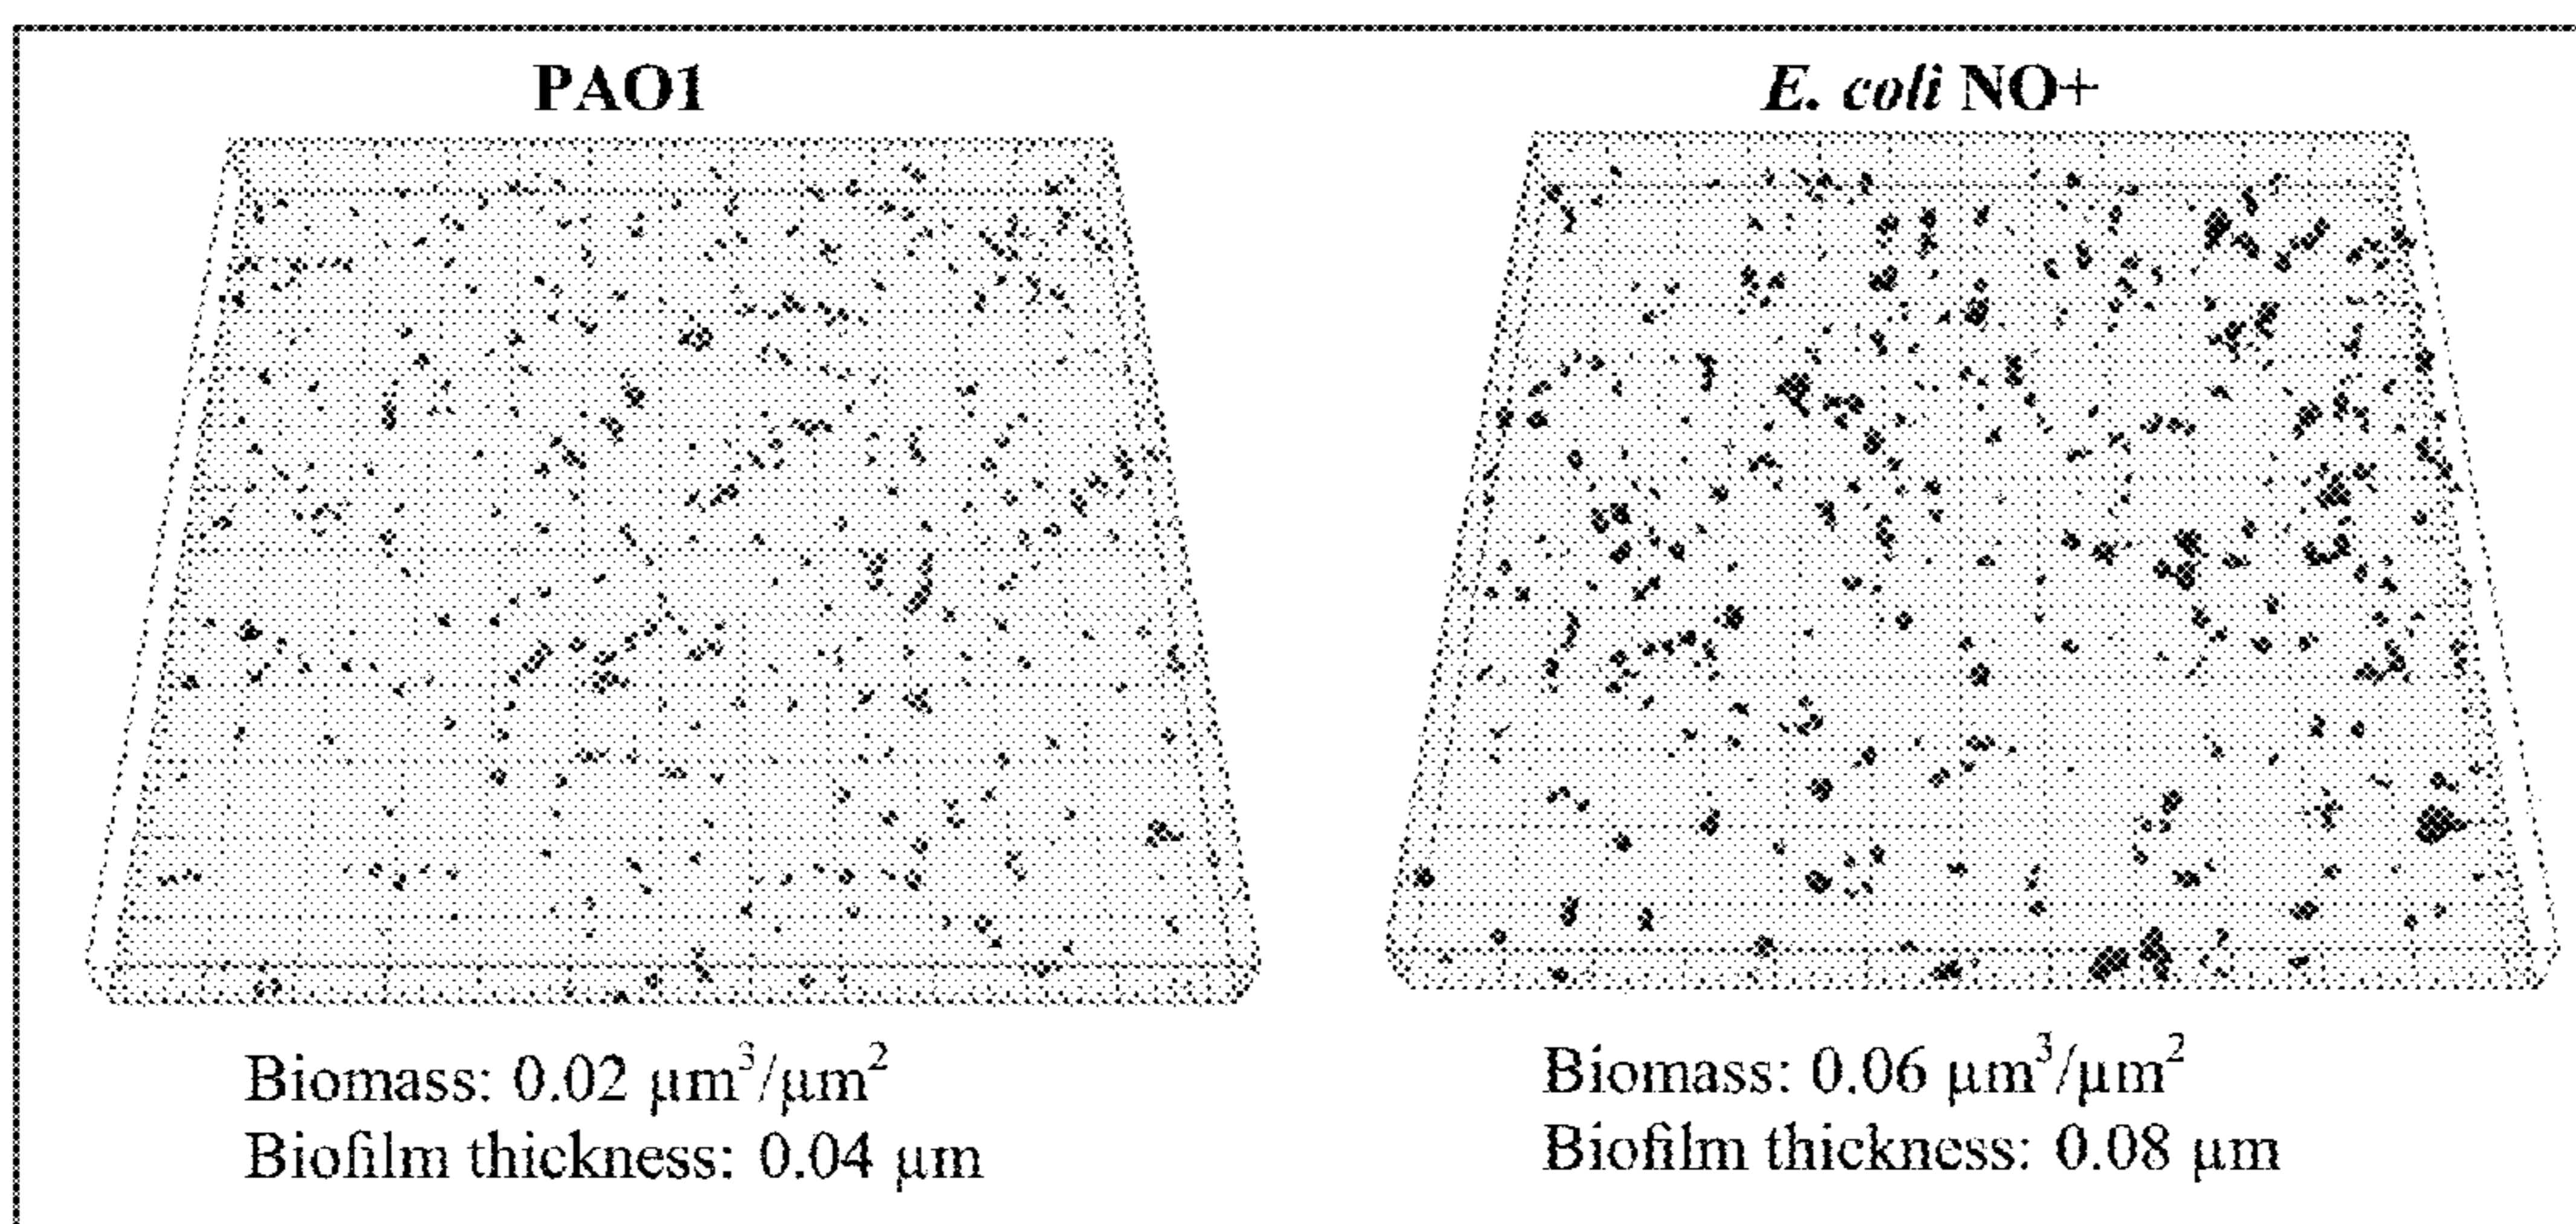 PAO1
E. coli NO+
Biomass: 0.02 μm³/μm²
Biofilm thickness: 0.04 μm
Biomass: 0.06 μm³/μm²
Biofilm thickness: 0.08 μm